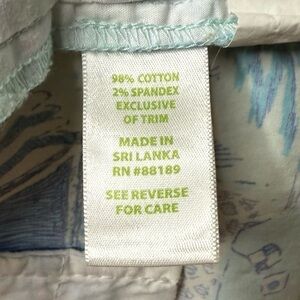 98% COTTON
2% SPANDEX
EXCLUSIVE
OF TRIM
MADE IN
SRI LANKA
RN #88189
SEE REVERSE
FOR CARE